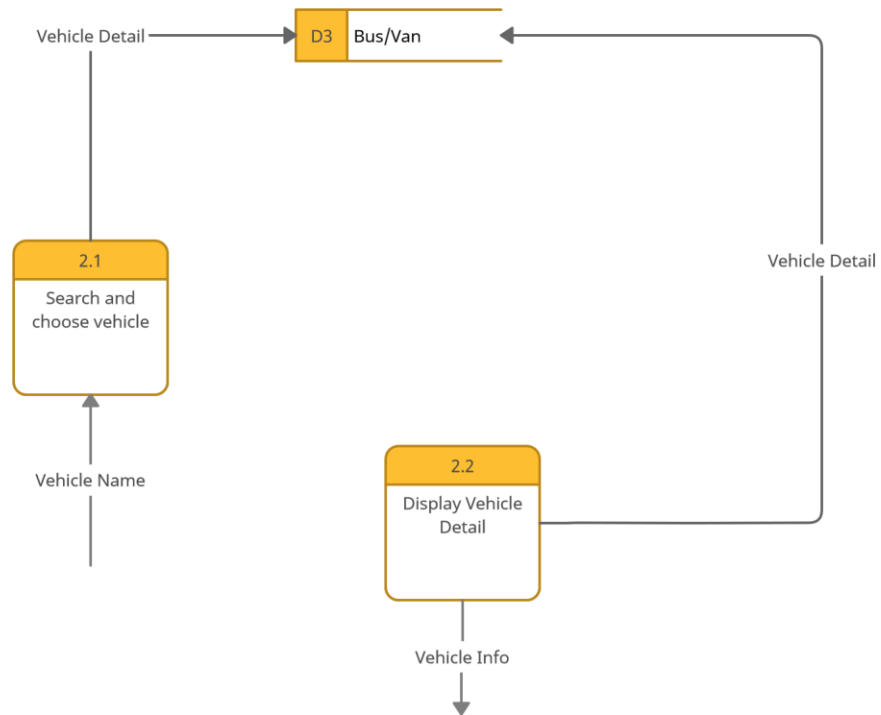 Vehicle Detail
D3
Bus/Van
2.1
Search and
choose vehicle
Vehicle Detail
Vehicle Name
2.2
Display Vehicle
Detail
Vehicle Info